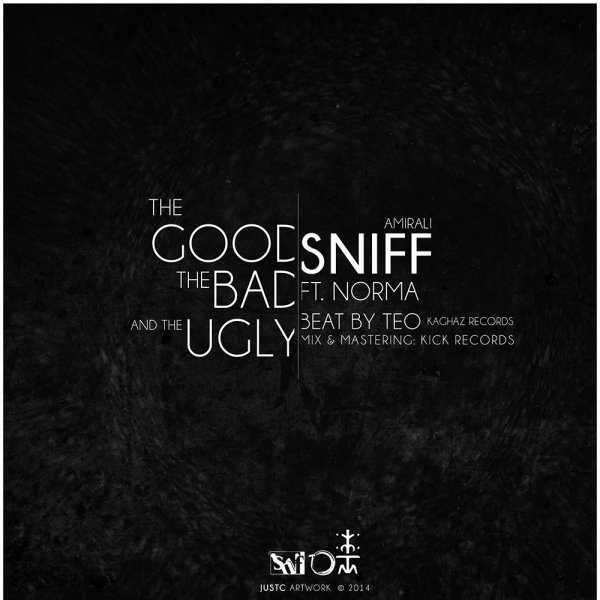 THE
GOOD
THE BAD
AND THE
UGLY
AMIRALI
SNIFF
FT. NORMA
BEAT BY TEO KAGHAZ RECORDS
MIX & MASTERING: KICK RECORDS
JUSTC ARTWORK © 2014